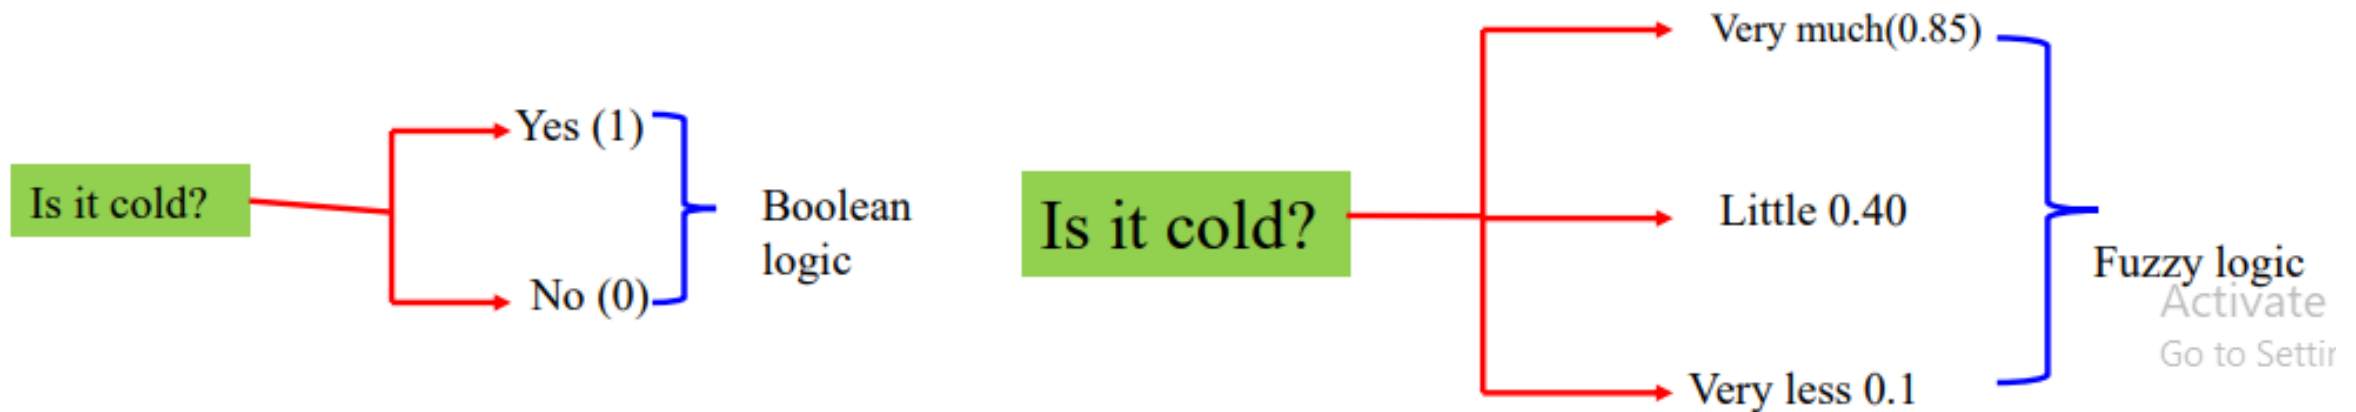 Is it cold?
Yes (1)
No (0)
Boolean
logic
Is it cold?
Very much(0.85)
Little 0.40
Very less 0.1
Fuzzy logic
Activate
Go to Settin